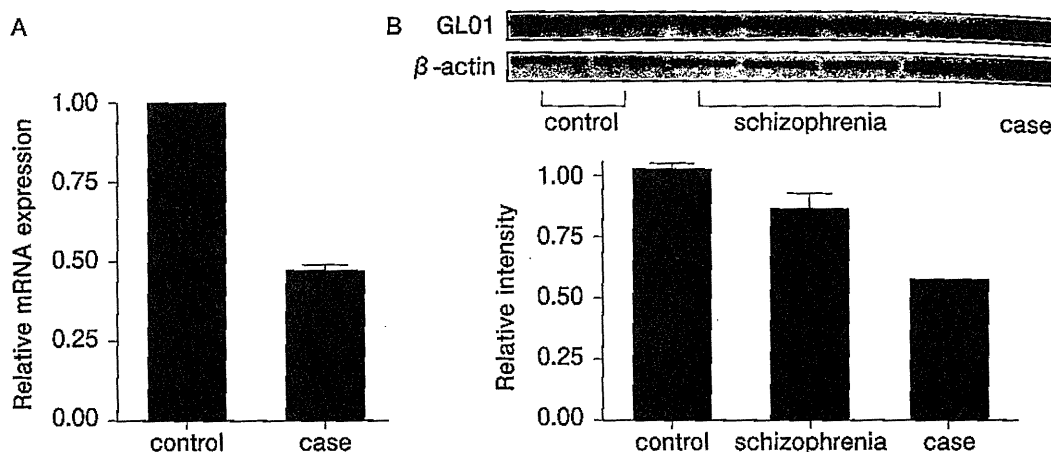 A
Relative mRNA expression
1.00
0.75
0.50
0.25
0.00
control case
B
GL01
β-actin
control schizophrenia case
Relative intensity
1.00
0.75
0.50
0.25
0.00
control schizophrenia case